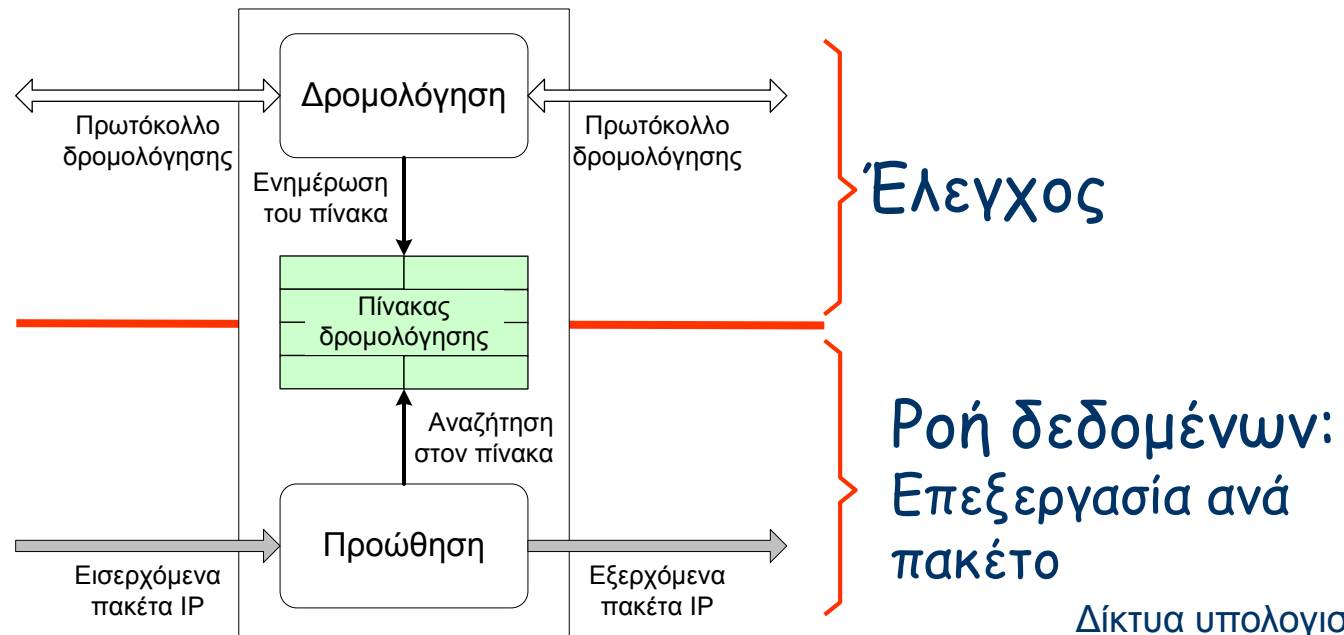 Δρομολόγηση
Πρωτόκολλο
δρομολόγησης
Πρωτόκολλο
δρομολόγησης
Ενημέρωση
του πίνακα
Έλεγχος
Πίνακας
δρομολόγησης
Αναζήτηση
στον πίνακα
Ροή δεδομένων:
Επεξεργασία ανά
πακέτο
Προώθηση
Εισερχόμενα
πακέτα IP
Εξερχόμενα
πακέτα IP
Δίκτυα